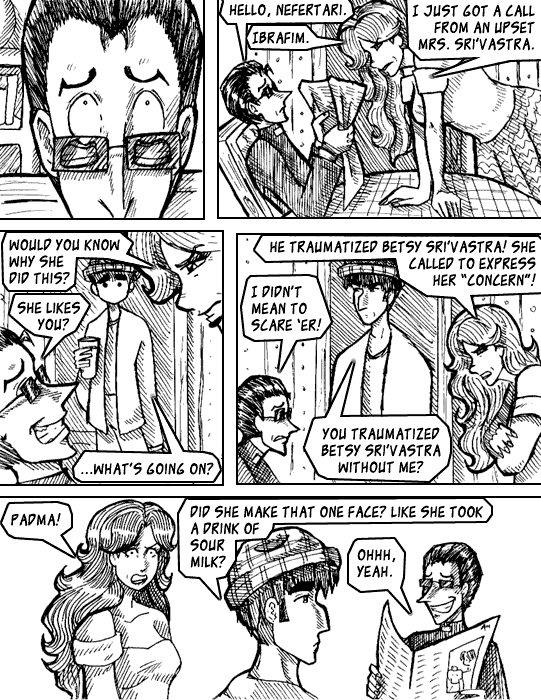 HELLO, NEFERTARI.
IBRAFIM.
I JUST GOT A CALL
FROM AN UPSET
MRS. SRI'VASTRA.
WOULD YOU KNOW
WHY SHE
DID THIS?
SHE LIKES
YOU?
...WHAT'S GOING ON?
HE TRAUMATIZED BETSY SRI'VASTRA! SHE
CALLED TO EXPRESS
HER "CONCERN"!
I DIDN'T
MEAN TO
SCARE 'ER!
YOU TRAUMATIZED
BETSY SRI'VASTRA
WITHOUT ME?
PADMA!
DID SHE MAKE THAT ONE FACE? LIKE SHE TOOK
A DRINK OF
SOUR
MILK?
OHHH,
YEAH.